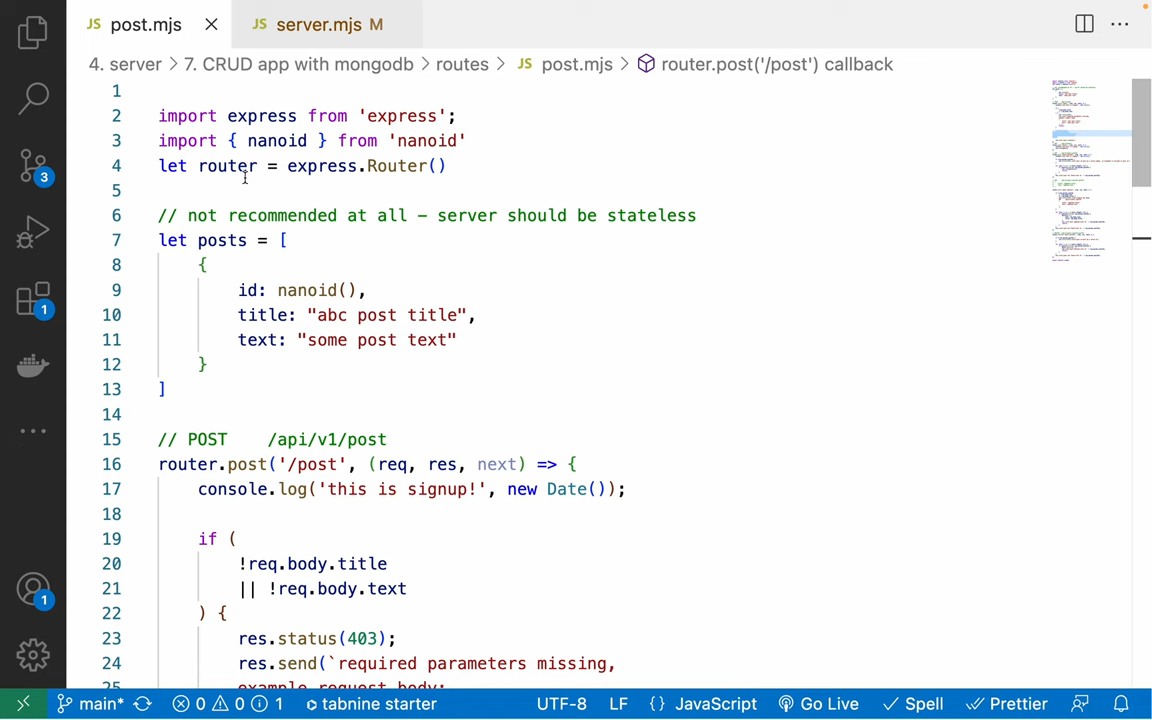 JS post.mjs
JS server.mjs M
4. server > 7. CRUD app with mongodb > routes > JS post.mjs > router.post('/post') callback
1
2 import express from 'express';
3 import { nanoid } from 'nanoid'
4 let router = express.Router()
5
6 // not recommended at all - server should be stateless
7 let posts = [
8 {
9 id: nanoid(),
10 title: "abc post title",
11 text: "some post text"
12 }
13 ]
14
15 // POST /api/v1/post
16 router.post('/post', (req, res, next) => {
17 console.log('this is signup!', new Date());
18
19 if (
20 !req.body.title
21 || !req.body.text
22 ) {
23 res.status(403);
24 res.send(`required parameters missing,
25 example request body:
3
1
1
main* 0 0 1 tabnine starter UTF-8 LF {} JavaScript Go Live Spell Prettier